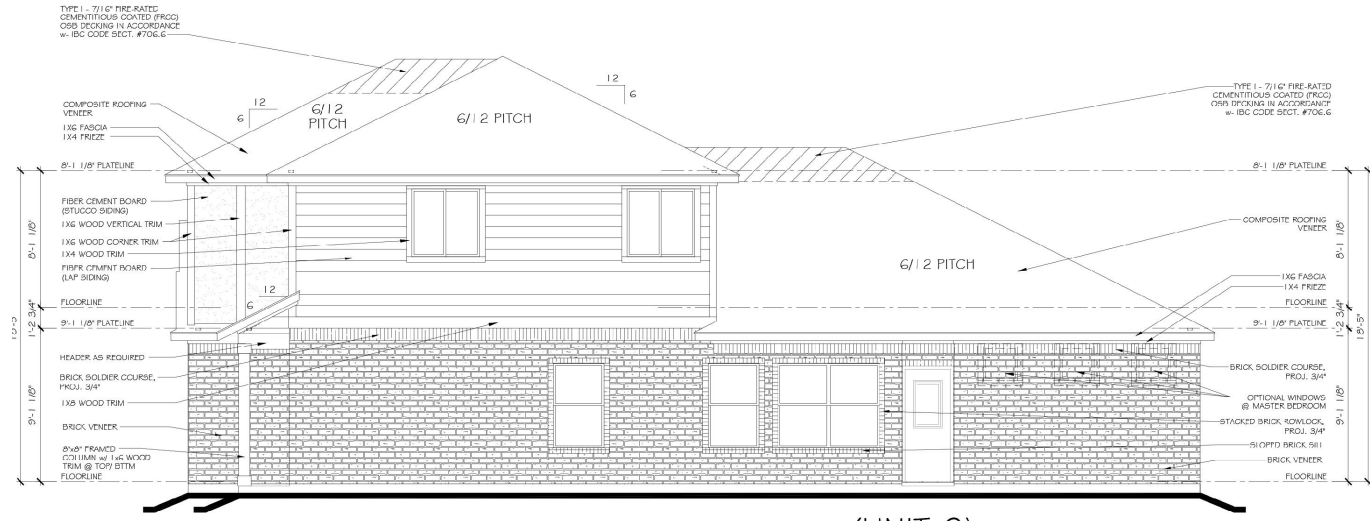 TYPE I - 7/16" FIRE-RATED
CEMENTITIOUS COATED (FRCC)
OSB DECKING IN ACCORDANCE
w- IBC CODE SECT. #706.6
12
6
6/12
PITCH
6/12 PITCH
12
6
TYPE I - 7/16" FIRE-RATED
CEMENTITIOUS COATED (FRCC)
OSB DECKING IN ACCORDANCE
w- IBC CODE SECT. #706.6
COMPOSITE ROOFING
VENEER
1X6 FASCIA
1X4 FRIEZE
8'-1 1/8" PLATELINE
FIBER CEMENT BOARD
(STUCCO SIDING)
1X6 WOOD VERTICAL TRIM
1X6 WOOD CORNER TRIM
1X4 WOOD TRIM
FIBER CEMENT BOARD
(LAP SIDING)
12
6
FLOORLINE
9'-1 1/8" PLATELINE
HEADER AS REQUIRED
BRICK SOLDIER COURSE,
PROJ. 3/4"
1X8 WOOD TRIM
BRICK VENEER
8"x8" FRAMED
COLUMN w/ 1x6 WOOD
TRIM @ TOP/ BTTM
FLOORLINE
8'-1 1/8"
1'-2 3/4"
9'-1 1/8"
6/12 PITCH
8'-1 1/8" PLATELINE
COMPOSITE ROOFING
VENEER
1X6 FASCIA
1X4 FRIEZE
FLOORLINE
9'-1 1/8" PLATELINE
BRICK SOLDIER COURSE,
PROJ. 3/4"
OPTIONAL WINDOWS
@ MASTER BEDROOM
STACKED BRICK ROWLOCK,
PROJ. 3/4"
SLOPED BRICK SILL
BRICK VENEER
FLOORLINE
8'-1 1/8"
1'-2 3/4"
9'-1 1/8"
18'-5"